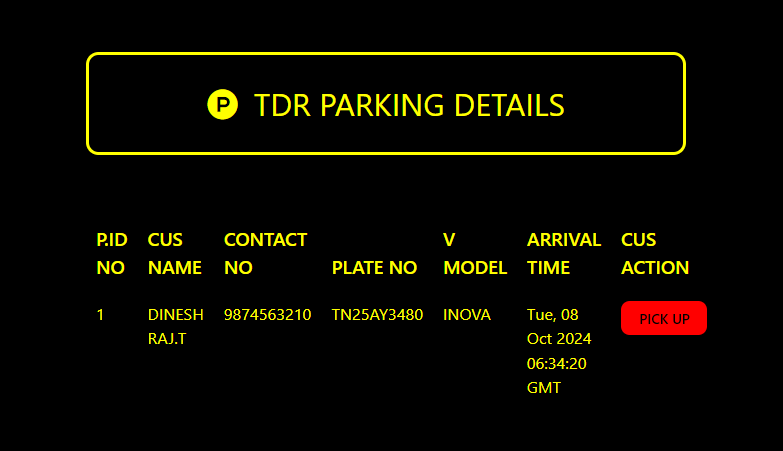 P TDR PARKING DETAILS
P.ID NO CUS NAME CONTACT NO PLATE NO V MODEL ARRIVAL TIME CUS ACTION
1 DINESH RAJ.T 9874563210 TN25AY3480 INOVA Tue, 08 Oct 2024 06:34:20 GMT PICK UP